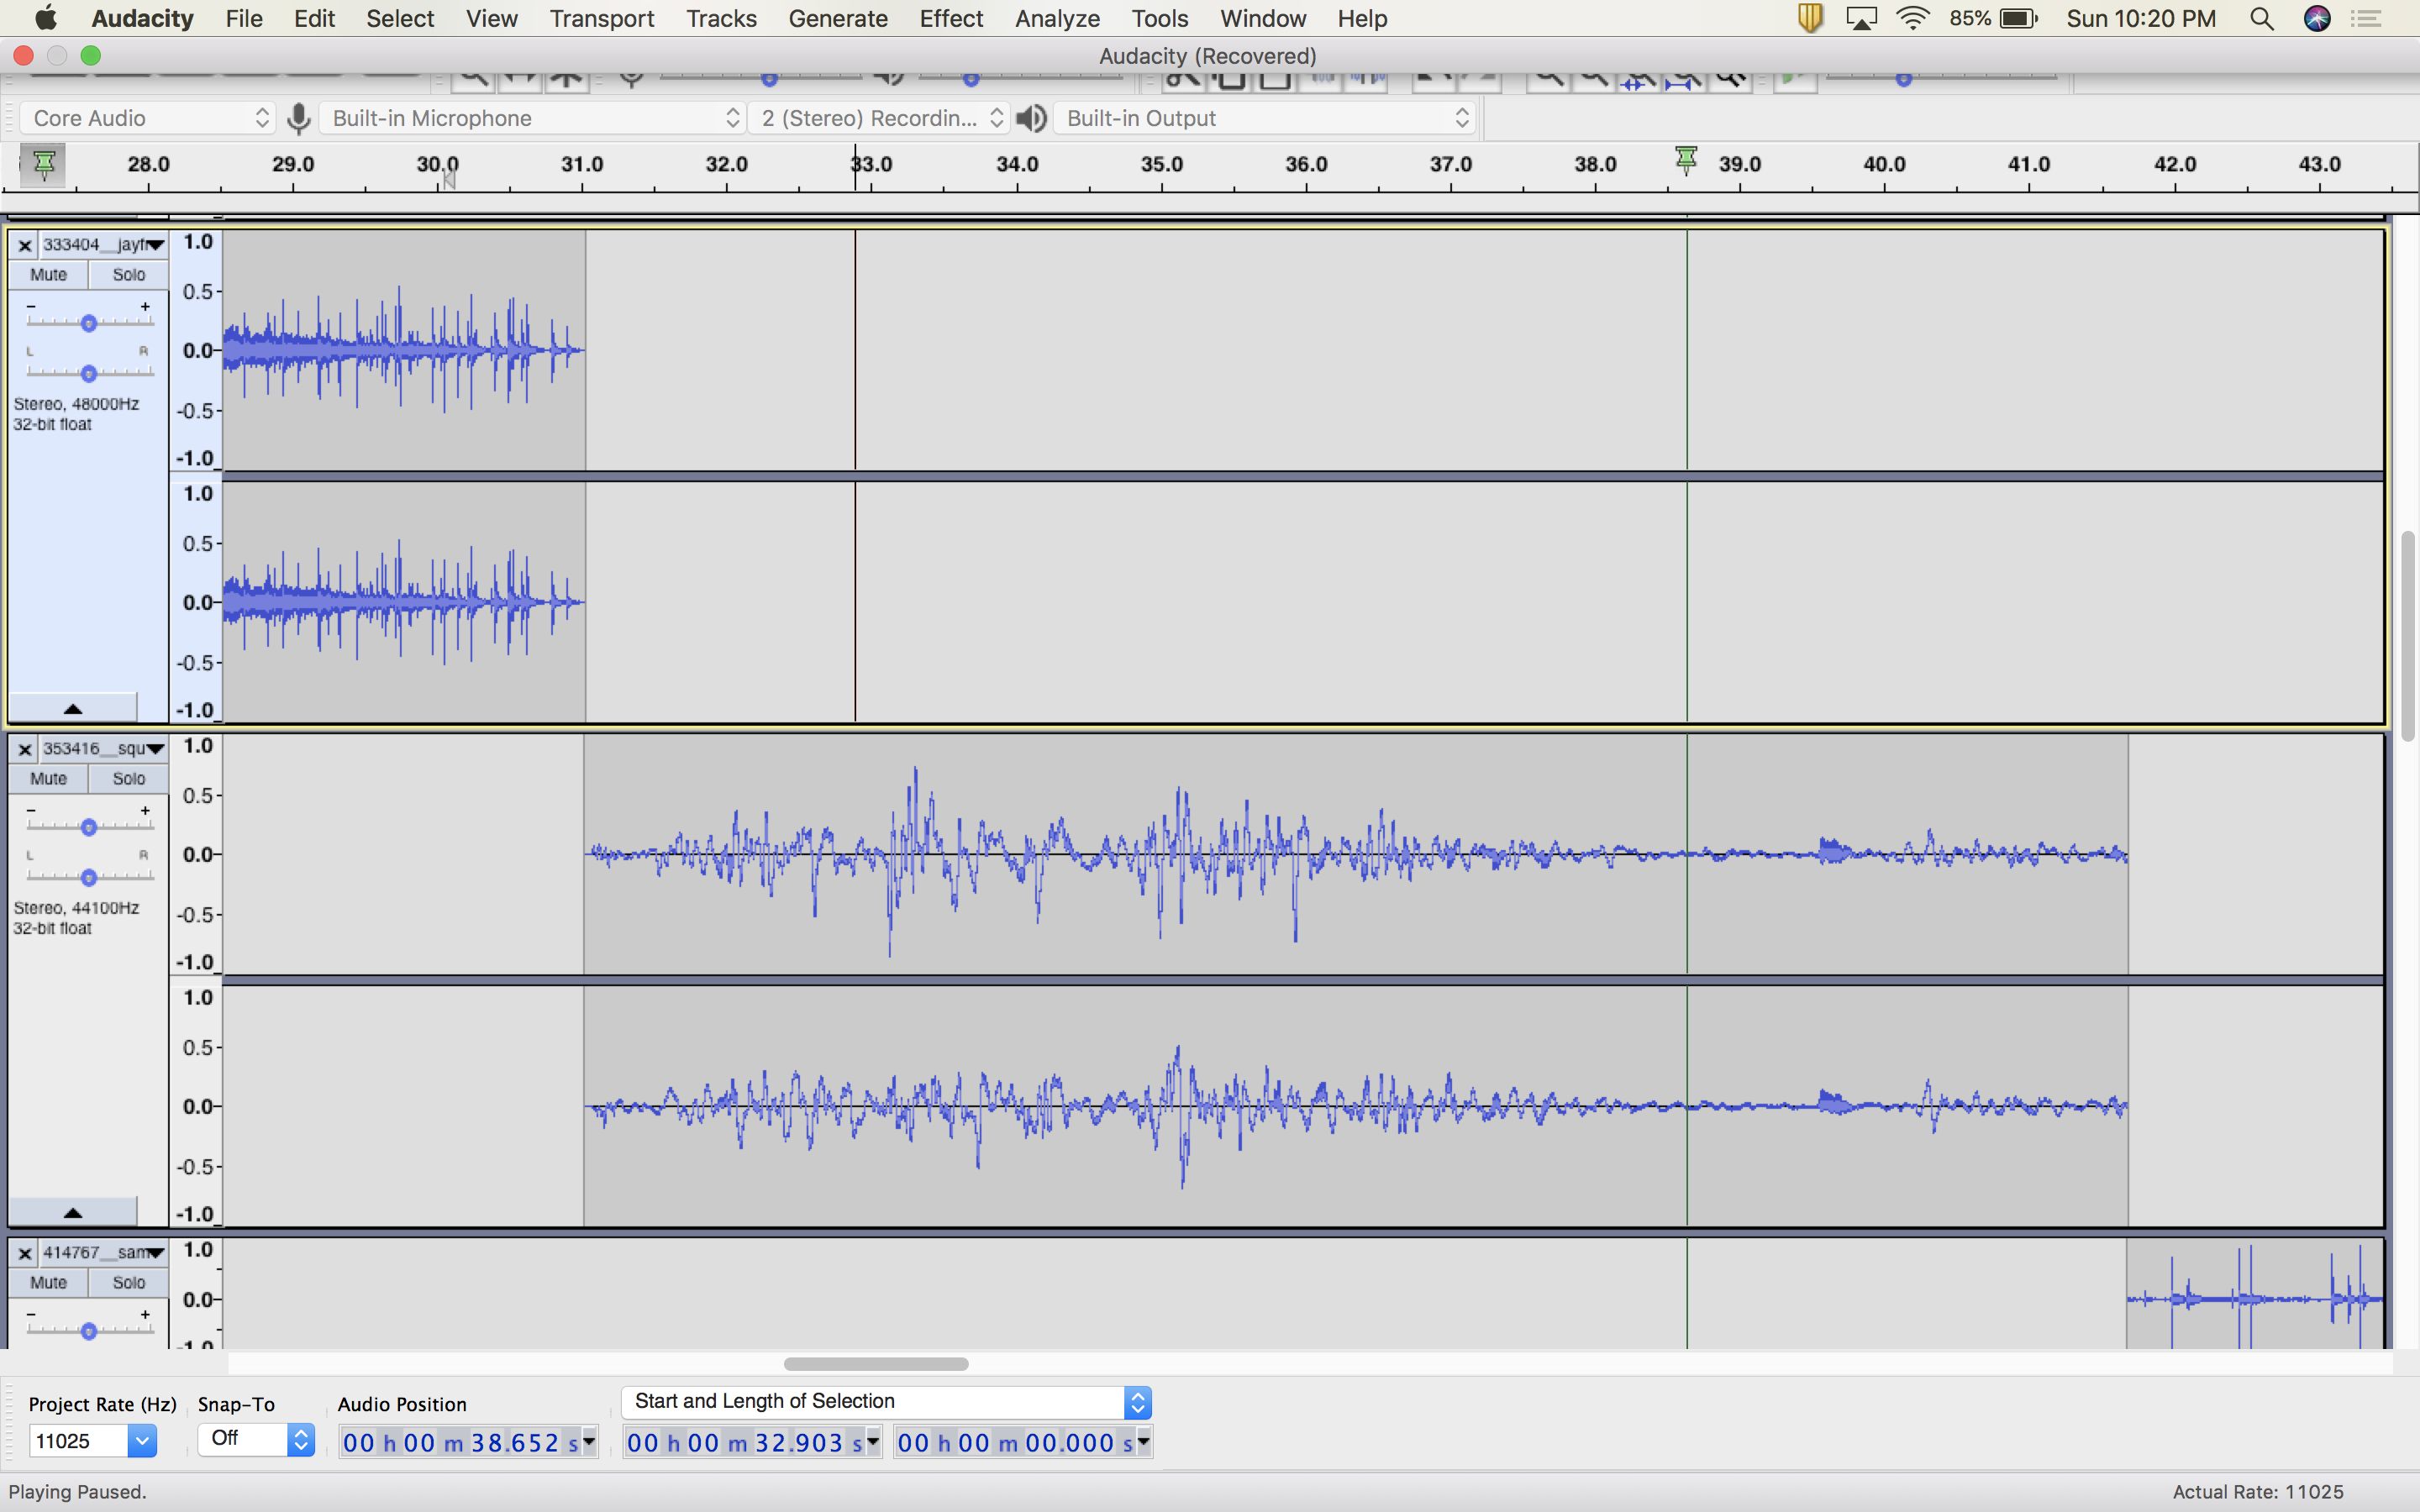 Audacity File Edit Select View Transport Tracks Generate Effect Analyze Tools Window Help 85% Sun 10:20 PM
Audacity (Recovered)
Core Audio Built-in Microphone 2 (Stereo) Recordin... Built-in Output
28.0 29.0 30.0 31.0 32.0 33.0 34.0 35.0 36.0 37.0 38.0 39.0 40.0 41.0 42.0 43.0
333404__jayfr 1.0
Mute Solo
0.5
- +
L R
0.0
Stereo, 48000Hz
-0.5
32-bit float
-1.0
1.0
0.5
0.0
-0.5
-1.0
353416__squ 1.0
Mute Solo
0.5
- +
L R
0.0
Stereo, 44100Hz
-0.5
32-bit float
-1.0
1.0
0.5
0.0
-0.5
-1.0
414767__sam 1.0
Mute Solo
0.0
- +
-1.0
Project Rate (Hz) Snap-To Audio Position Start and Length of Selection
11025 Off 00 h 00 m 38.652 s 00 h 00 m 32.903 s 00 h 00 m 00.000 s
Playing Paused. Actual Rate: 11025